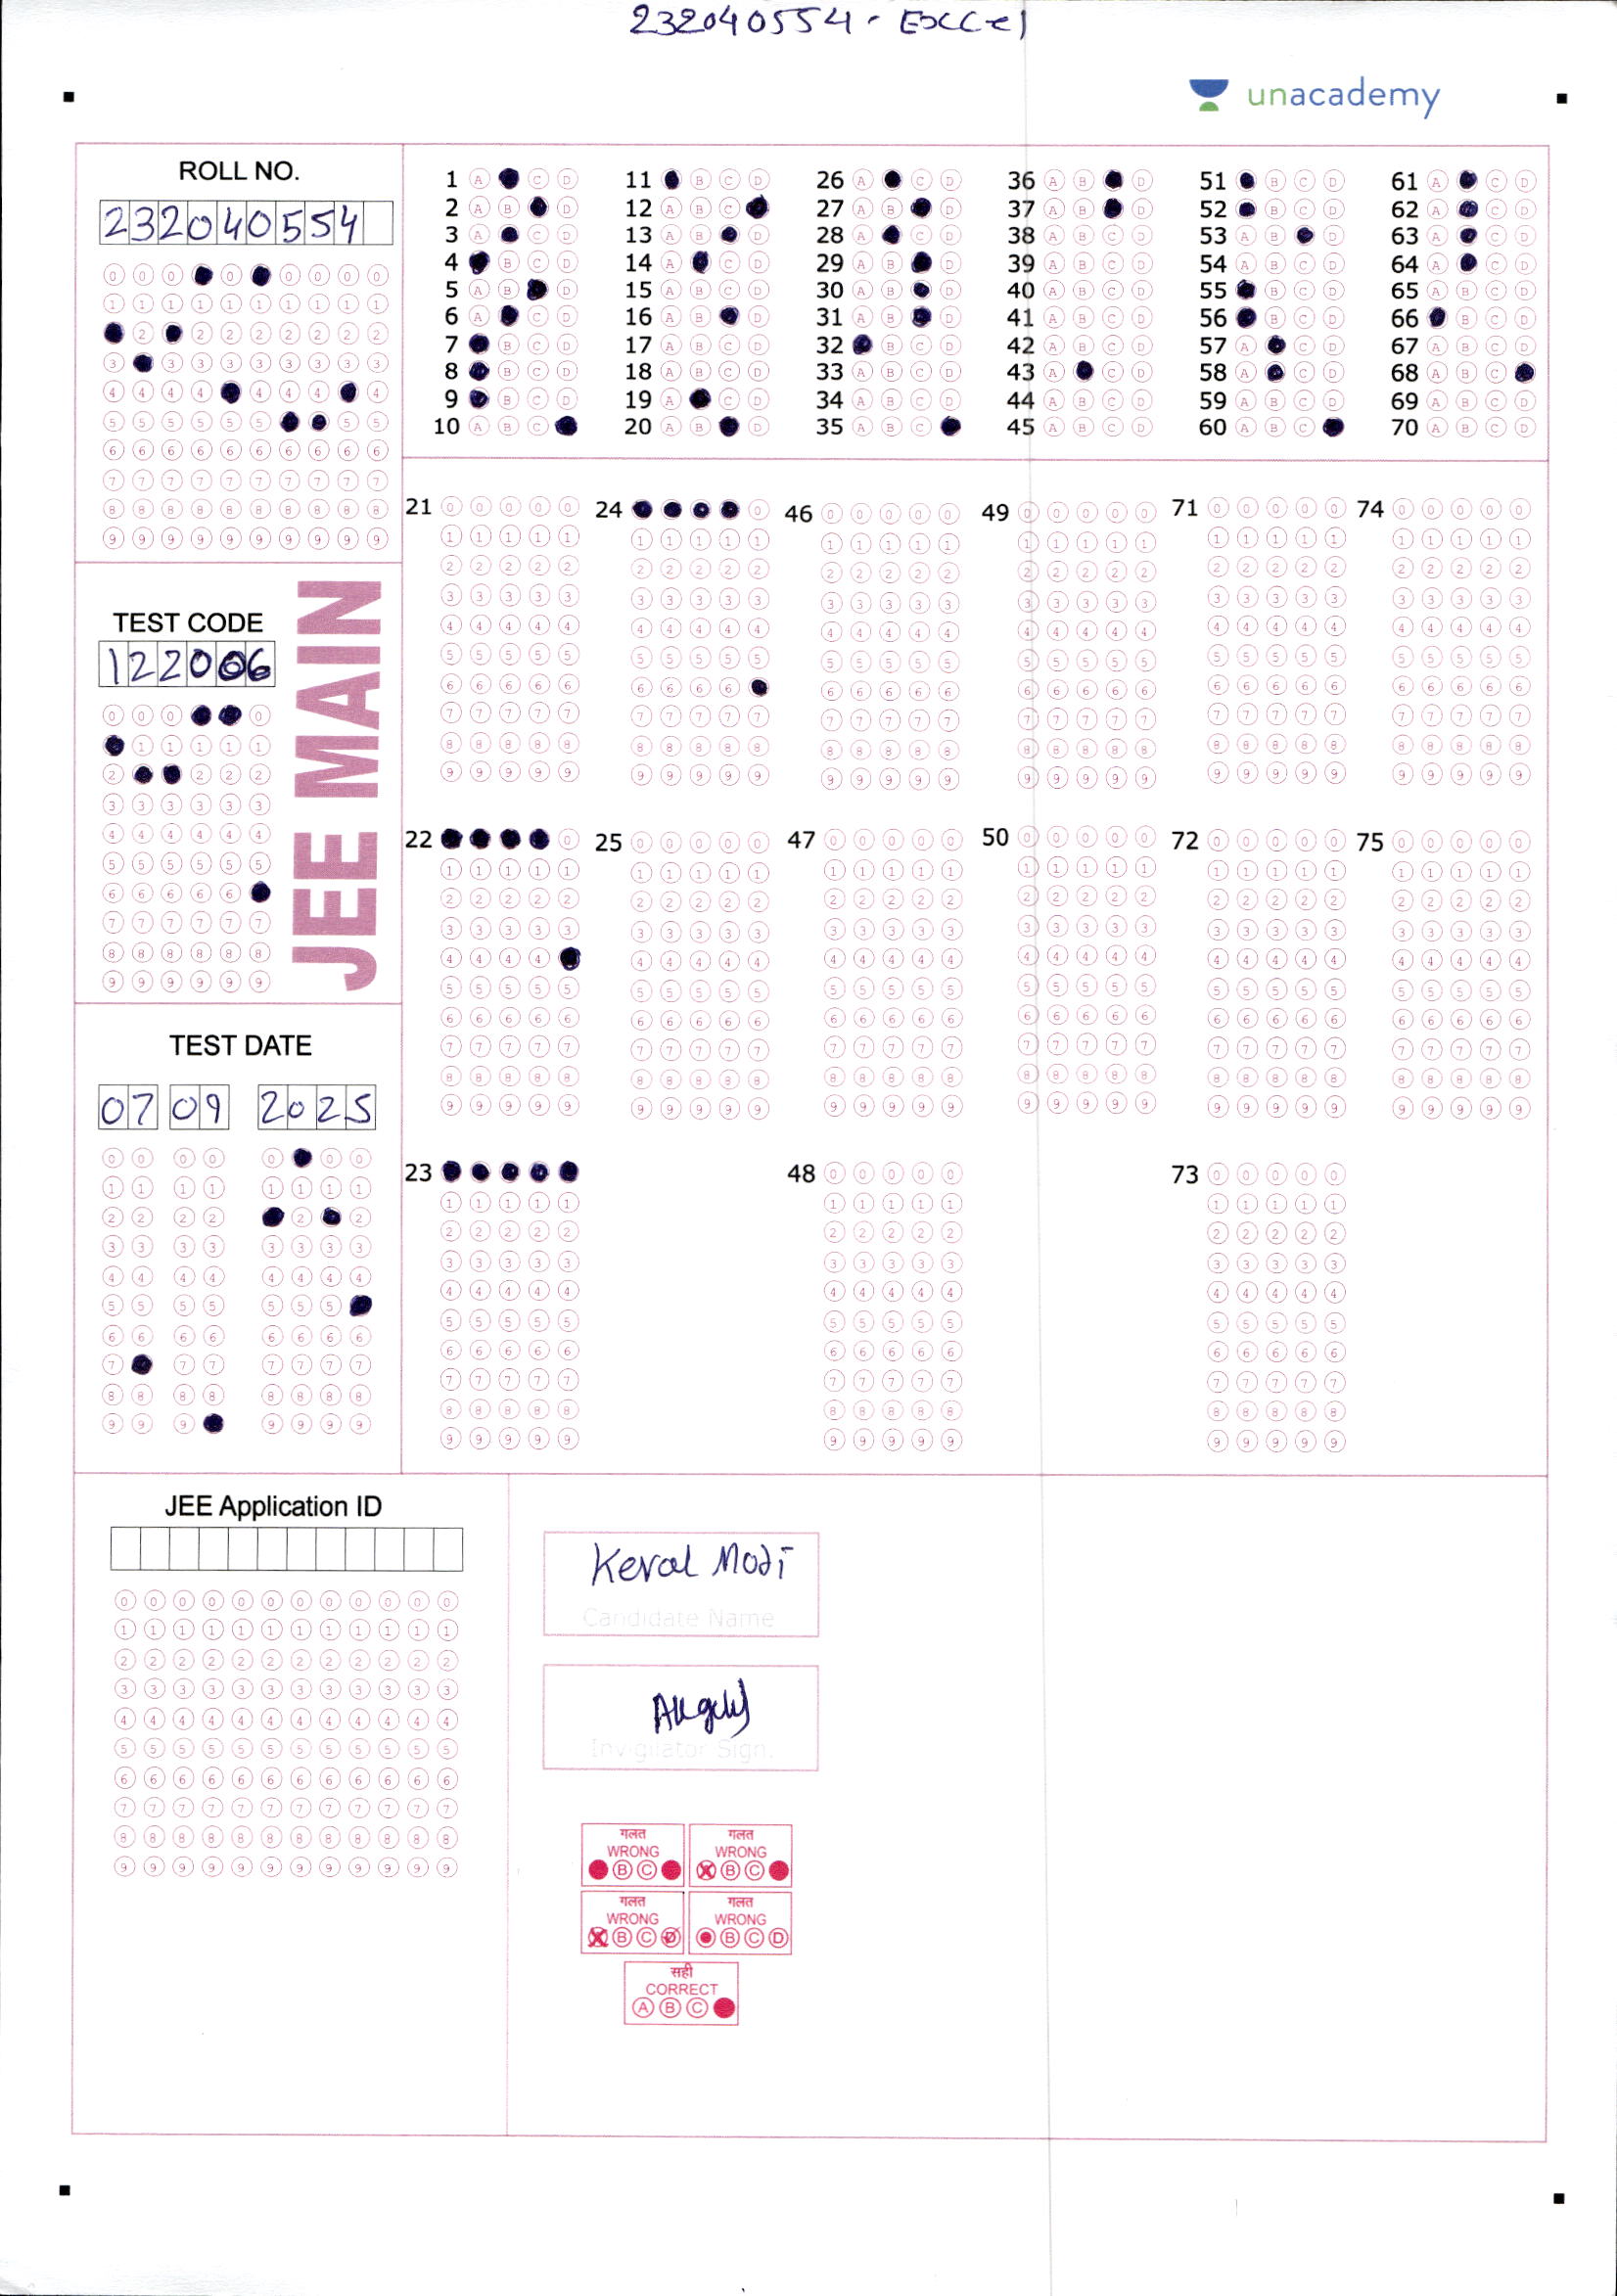 232040554 - Excel
unacademy
ROLL NO.
232040554
TEST CODE
122006
JEE MAIN
TEST DATE
07 09 2025
1 A C D
2 A B D
3 A C D
4 B C D
5 A B D
6 A C D
7 B C D
8 B C D
9 B C D
10 A B C
11 B C D
12 A B C
13 A B D
14 A C D
15 A B C D
16 A B D
17 A B C D
18 A B C D
19 A C D
20 A B D
26 A C D
27 A B D
28 A C D
29 A B D
30 A B D
31 A B D
32 B C D
33 A B C D
34 A B C D
35 A B C
36 A B D
37 A B D
38 A B C D
39 A B C D
40 A B C D
41 A B C D
42 A B C D
43 A C D
44 A B C D
45 A B C D
51 B C D
52 B C D
53 A B D
54 A B C D
55 B C D
56 B C D
57 A C D
58 A C D
59 A B C D
60 A B C
61 A C D
62 A C D
63 A C D
64 A C D
65 A B C D
66 B C D
67 A B C D
68 A B C
69 A B C D
70 A B C D
21
24
46
49
71
74
22
25
47
50
72
75
23
48
73
JEE Application ID
Keval Modi
Candidate Name
Invigilator Sign.
गलत
WRONG
B C
गलत
WRONG
B C
गलत
WRONG
B C D
गलत
WRONG
B C D
सही
CORRECT
A B C